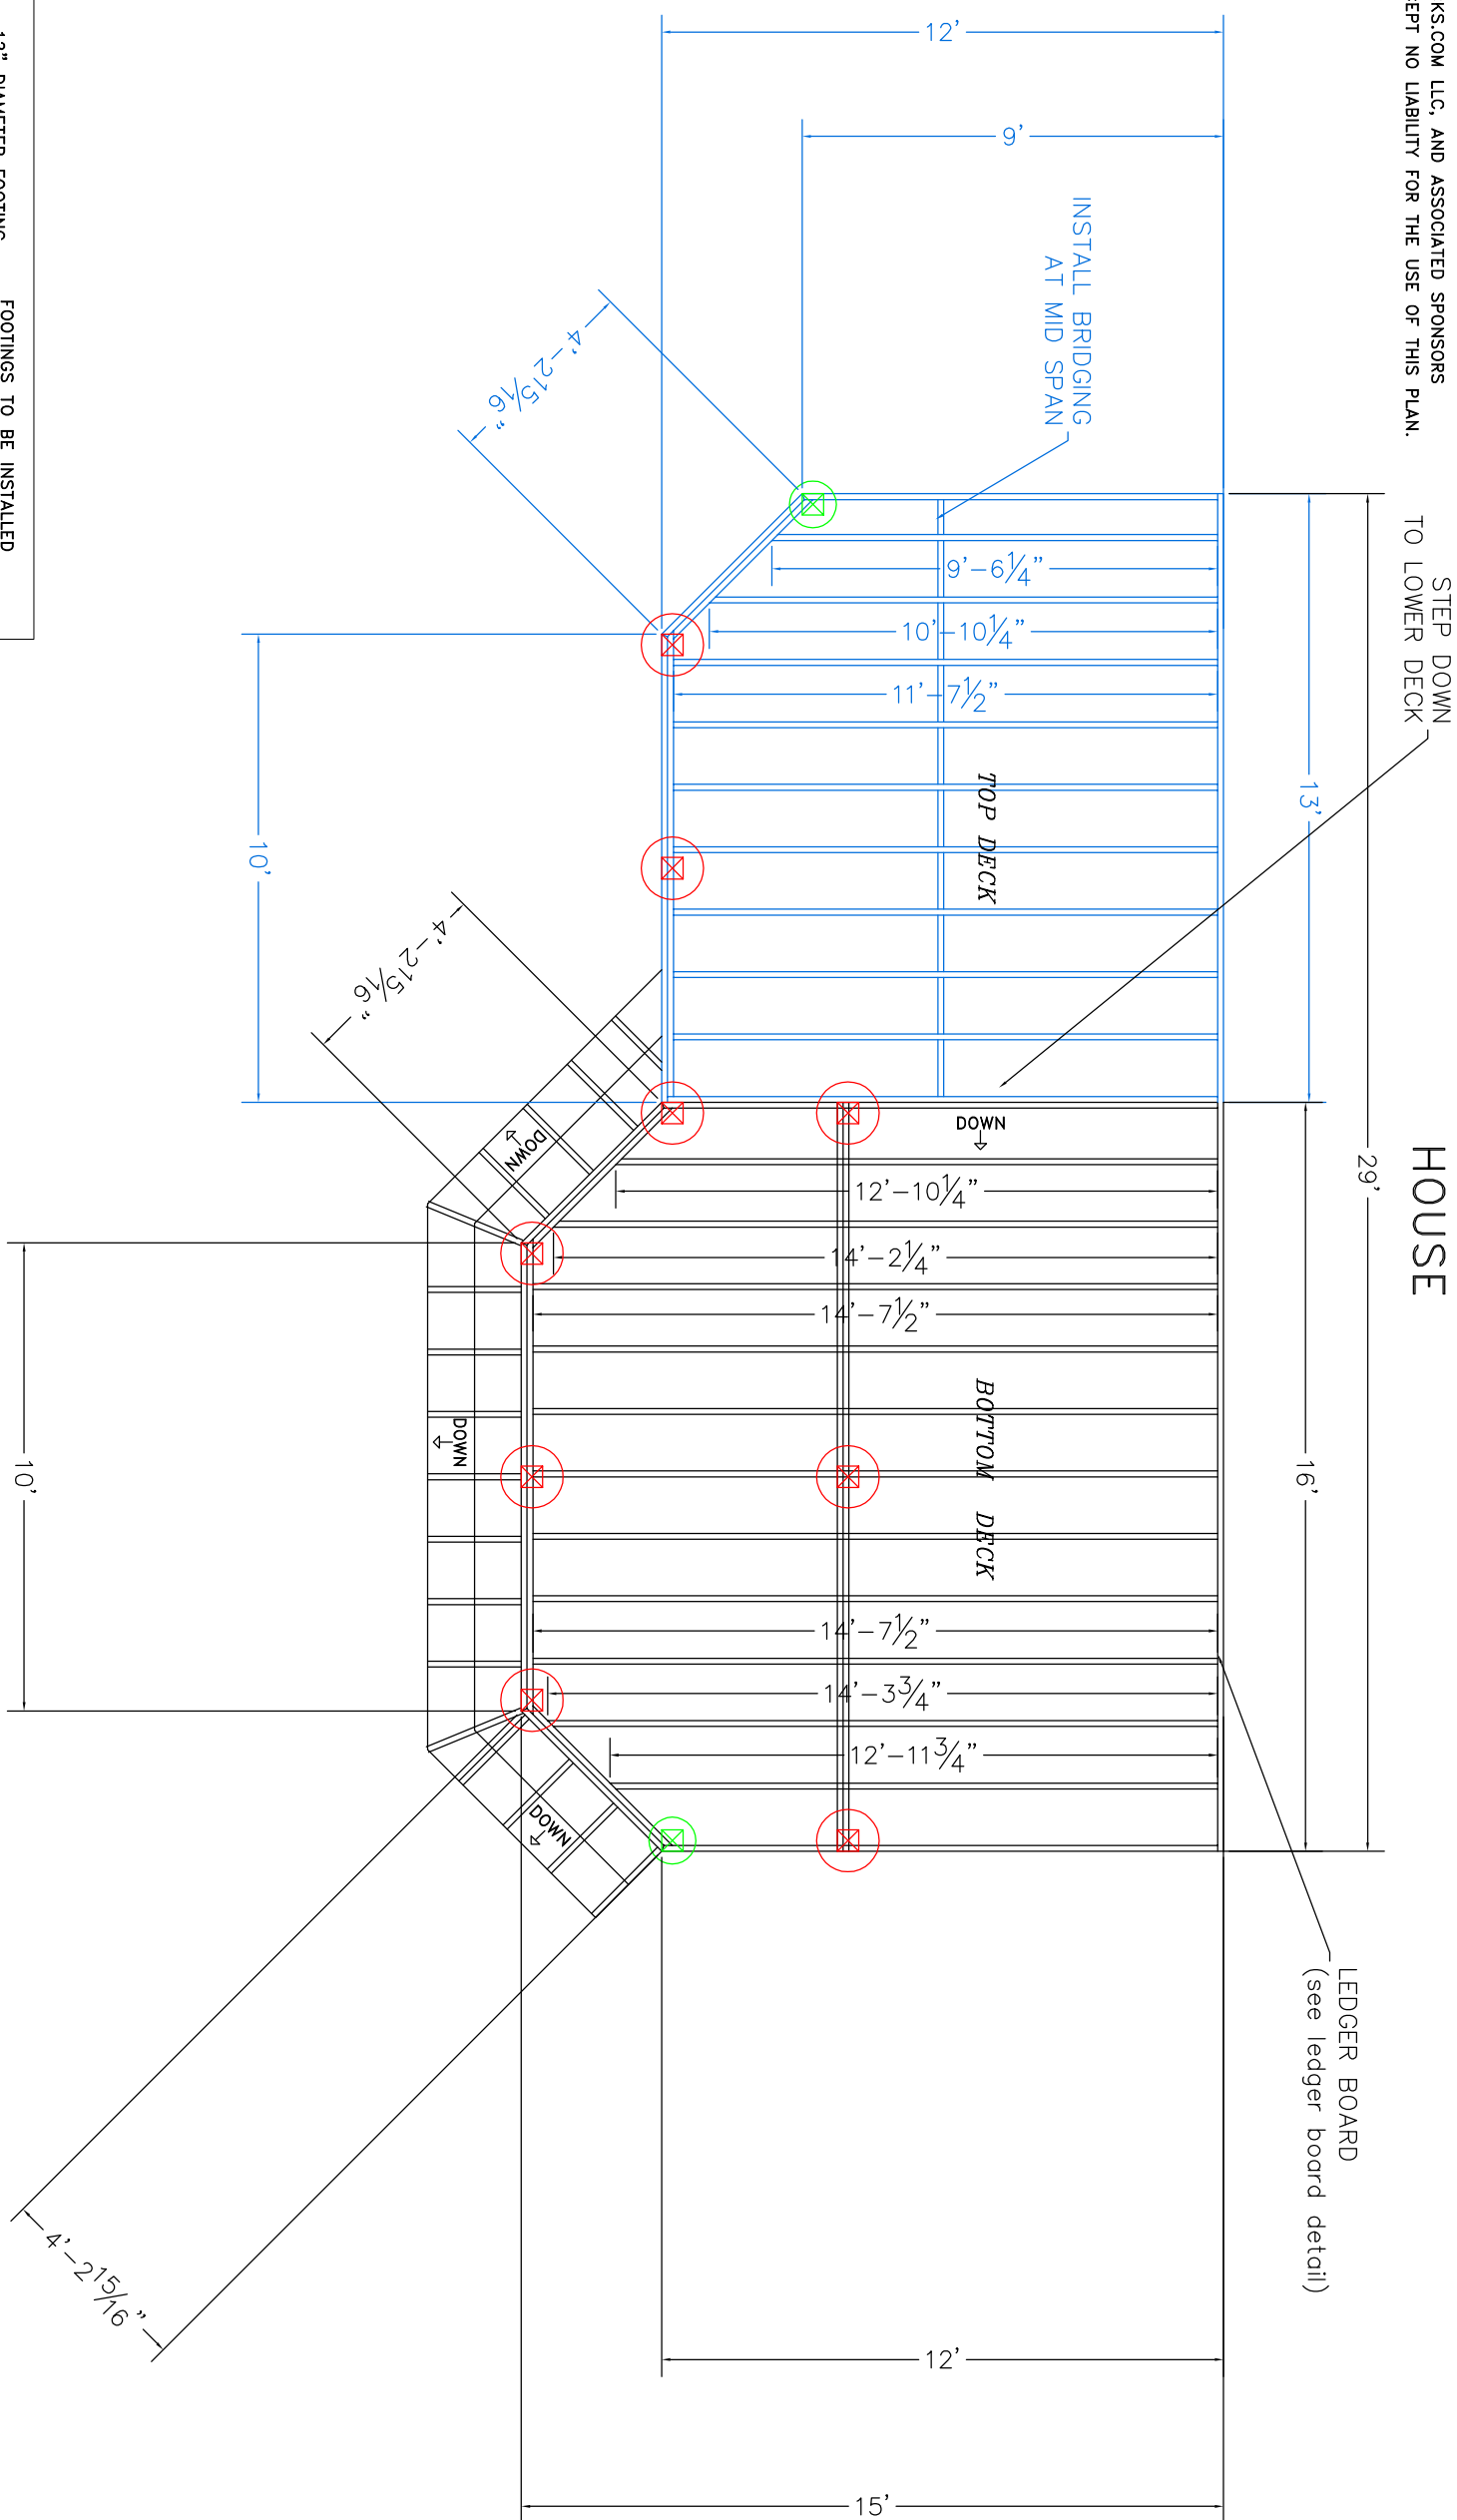 KS.COM LLC, AND ASSOCIATED SPONSORS
EPT NO LIABILITY FOR THE USE OF THIS PLAN.
STEP DOWN
TO LOWER DECK
HOUSE
29'
13'
16'
LEDGER BOARD
(see ledger board detail)
12'
9'
INSTALL BRIDGING
AT MID SPAN
TOP DECK
DOWN
BOTTOM DECK
9'-6 1/4"
10'-10 1/4"
11'-7 1/2"
12'-10 1/4"
14'-2 1/4"
14'-7 1/2"
14'-7 1/2"
14'-3 3/4"
12'-11 3/4"
12'
15'
4'-2 15/16"
4'-2 15/16"
DOWN
DOWN
DOWN
10'
10'
4'-2 15/16"
FOOTINGS TO BE INSTALLED